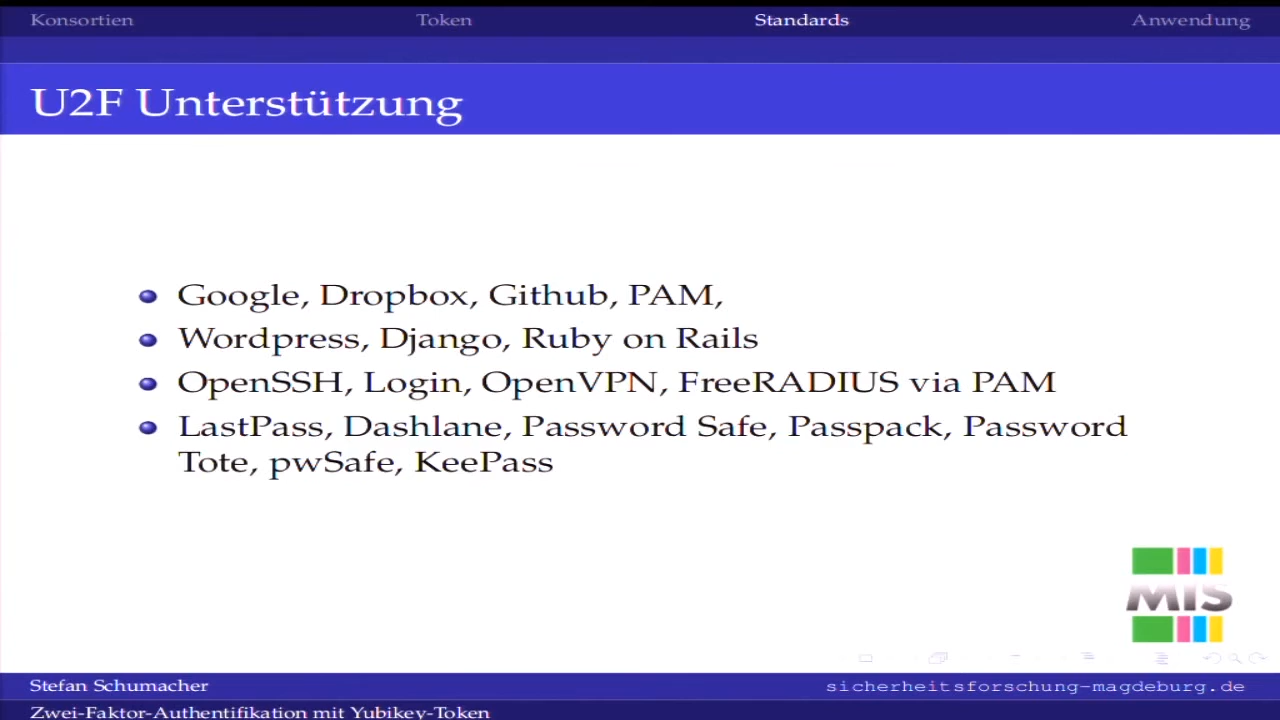 Konsortien Token Standards Anwendung
U2F Unterstützung
Google, Dropbox, Github, PAM,
Wordpress, Django, Ruby on Rails
OpenSSH, Login, OpenVPN, FreeRADIUS via PAM
LastPass, Dashlane, Password Safe, Passpack, Password
Tote, pwSafe, KeePass
MIS
Stefan Schumacher sicherheitsforschung-magdeburg.de
Zwei-Faktor-Authentifikation mit Yubikey-Token